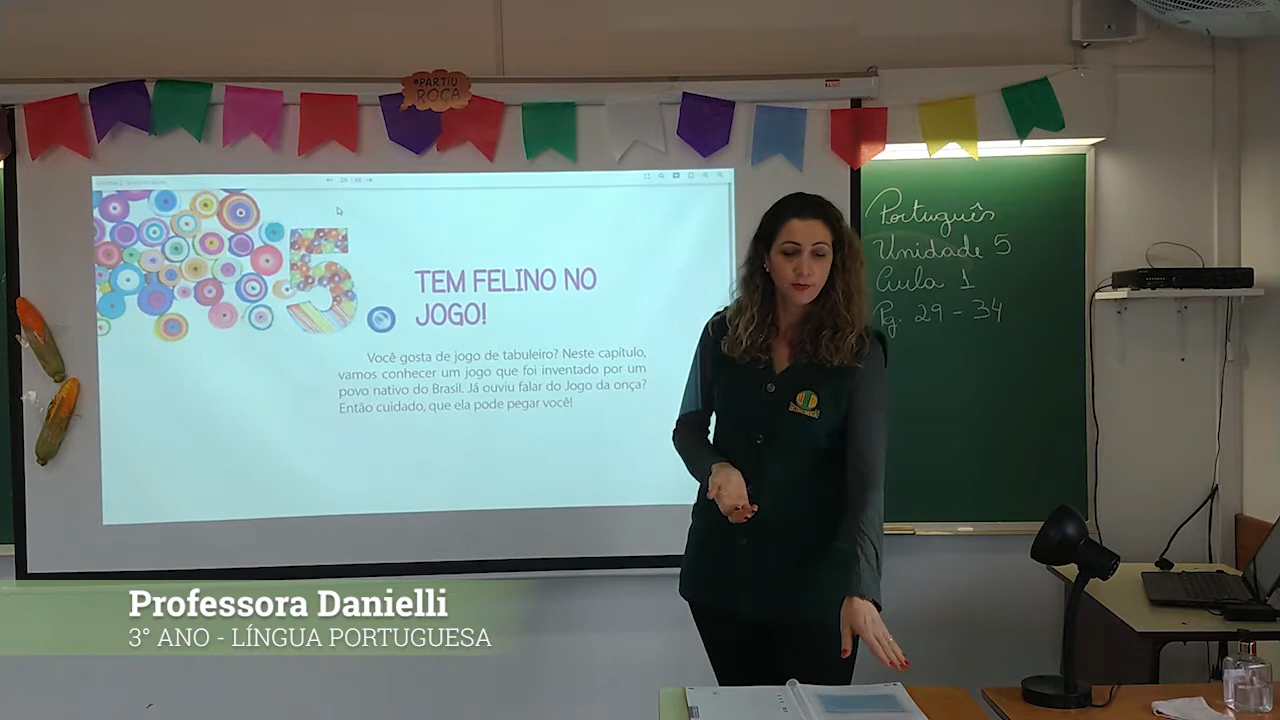 #PARTIU
ROÇA
29 - 68
5.
TEM FELINO NO
JOGO!
Você gosta de jogo de tabuleiro? Neste capítulo,
vamos conhecer um jogo que foi inventado por um
povo nativo do Brasil. Já ouviu falar do Jogo da onça?
Então cuidado, que ela pode pegar você!
Português
Unidade 5
Aula 1
Pg. 29 - 34
Professora Danielli
3° ANO - LÍNGUA PORTUGUESA